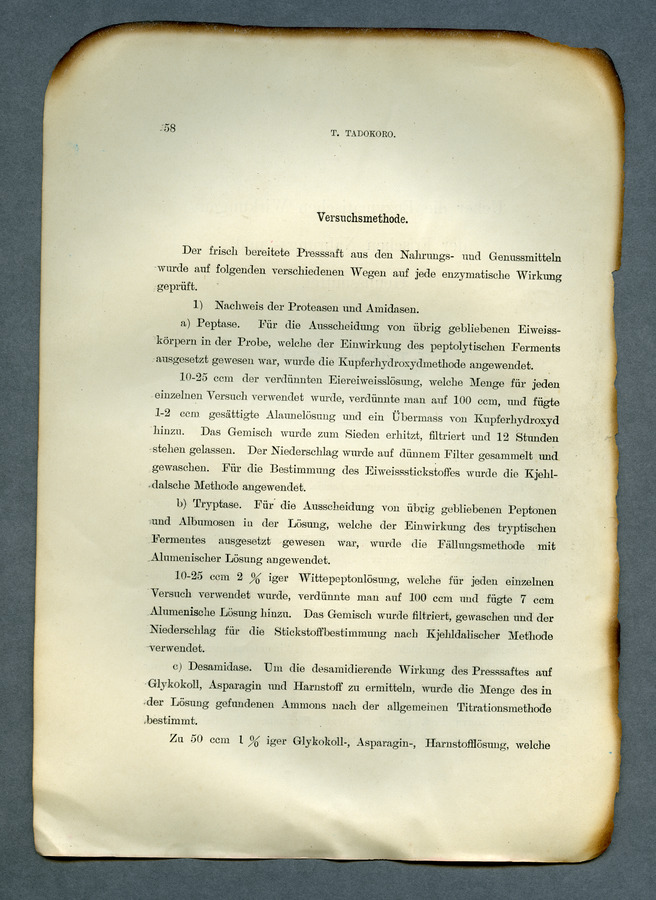 58
T. TADOKORO.
Versuchsmethode.
Der frisch bereitete Presssaft aus den Nahrungs- und Genussmitteln
wurde auf folgenden verschiedenen Wegen auf jede enzymatische Wirkung
geprüft.
1) Nachweis der Proteasen und Amidasen.
a) Peptase. Für die Ausscheidung von übrig gebliebenen Eiweiss-
körpern in der Probe, welche der Einwirkung des peptolytischen Ferments
ausgesetzt gewesen war, wurde die Kupferhydroxydmethode angewendet.
10-25 ccm der verdünnten Eiereiweisslösung, welche Menge für jeden
einzelnen Versuch verwendet wurde, verdünnte man auf 100 ccm, und fügte
1-2 ccm gesättigte Alaunelösung und ein Übermass von Kupferhydroxyd
hinzu. Das Gemisch wurde zum Sieden erhitzt, filtriert und 12 Stunden
stehen gelassen. Der Niederschlag wurde auf dünnem Filter gesammelt und
gewaschen. Für die Bestimmung des Eiweissstickstoffes wurde die Kjehl-
dalsche Methode angewendet.
b) Tryptase. Für die Ausscheidung von übrig gebliebenen Peptonen
und Albumosen in der Lösung, welche der Einwirkung des tryptischen
Fermentes ausgesetzt gewesen war, wurde die Fällungsmethode mit
Alumenischer Lösung angewendet.
10-25 ccm 2 % iger Wittepeptonlösung, welche für jeden einzelnen
Versuch verwendet wurde, verdünnte man auf 100 ccm und fügte 7 ccm
Alumenische Lösung hinzu. Das Gemisch wurde filtriert, gewaschen und der
Niederschlag für die Stickstoffbestimmung nach Kjehldalischer Methode
verwendet.
c) Desamidase. Um die desamidierende Wirkung des Presssaftes auf
Glykokoll, Asparagin und Harnstoff zu ermitteln, wurde die Menge des in
der Lösung gefundenen Ammons nach der allgemeinen Titrationsmethode
bestimmt.
Zu 50 ccm 1 % iger Glykokoll-, Asparagin-, Harnstofflösung, welche